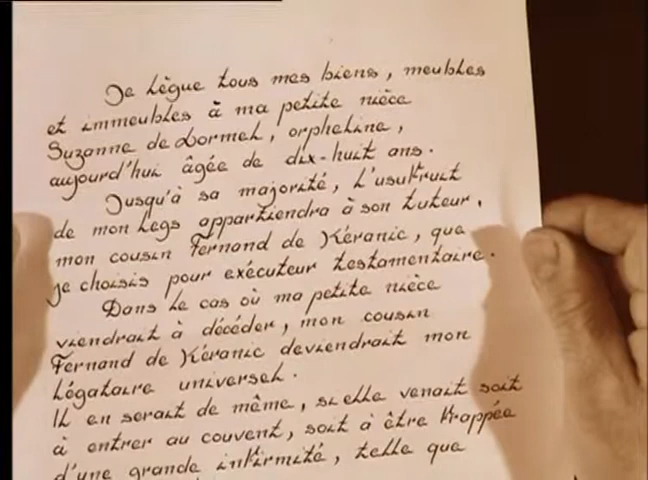 Je lègue tous mes biens, meubles
et immeubles à ma petite nièce
Suzanne de Lormel, orpheline,
aujourd'hui âgée de dix-huit ans.
Jusqu'à sa majorité, l'usufruit
de mon legs appartiendra à son tuteur,
mon cousin Fernand de Kéranic, que
je choisis pour exécuteur testamentaire.
Dans le cas où ma petite nièce
viendrait à décéder, mon cousin
Fernand de Kéranic deviendrait mon
légataire universel.
Il en serait de même, si elle venait soit
à entrer au couvent, soit à être frappée
d'une grande infirmité, telle que